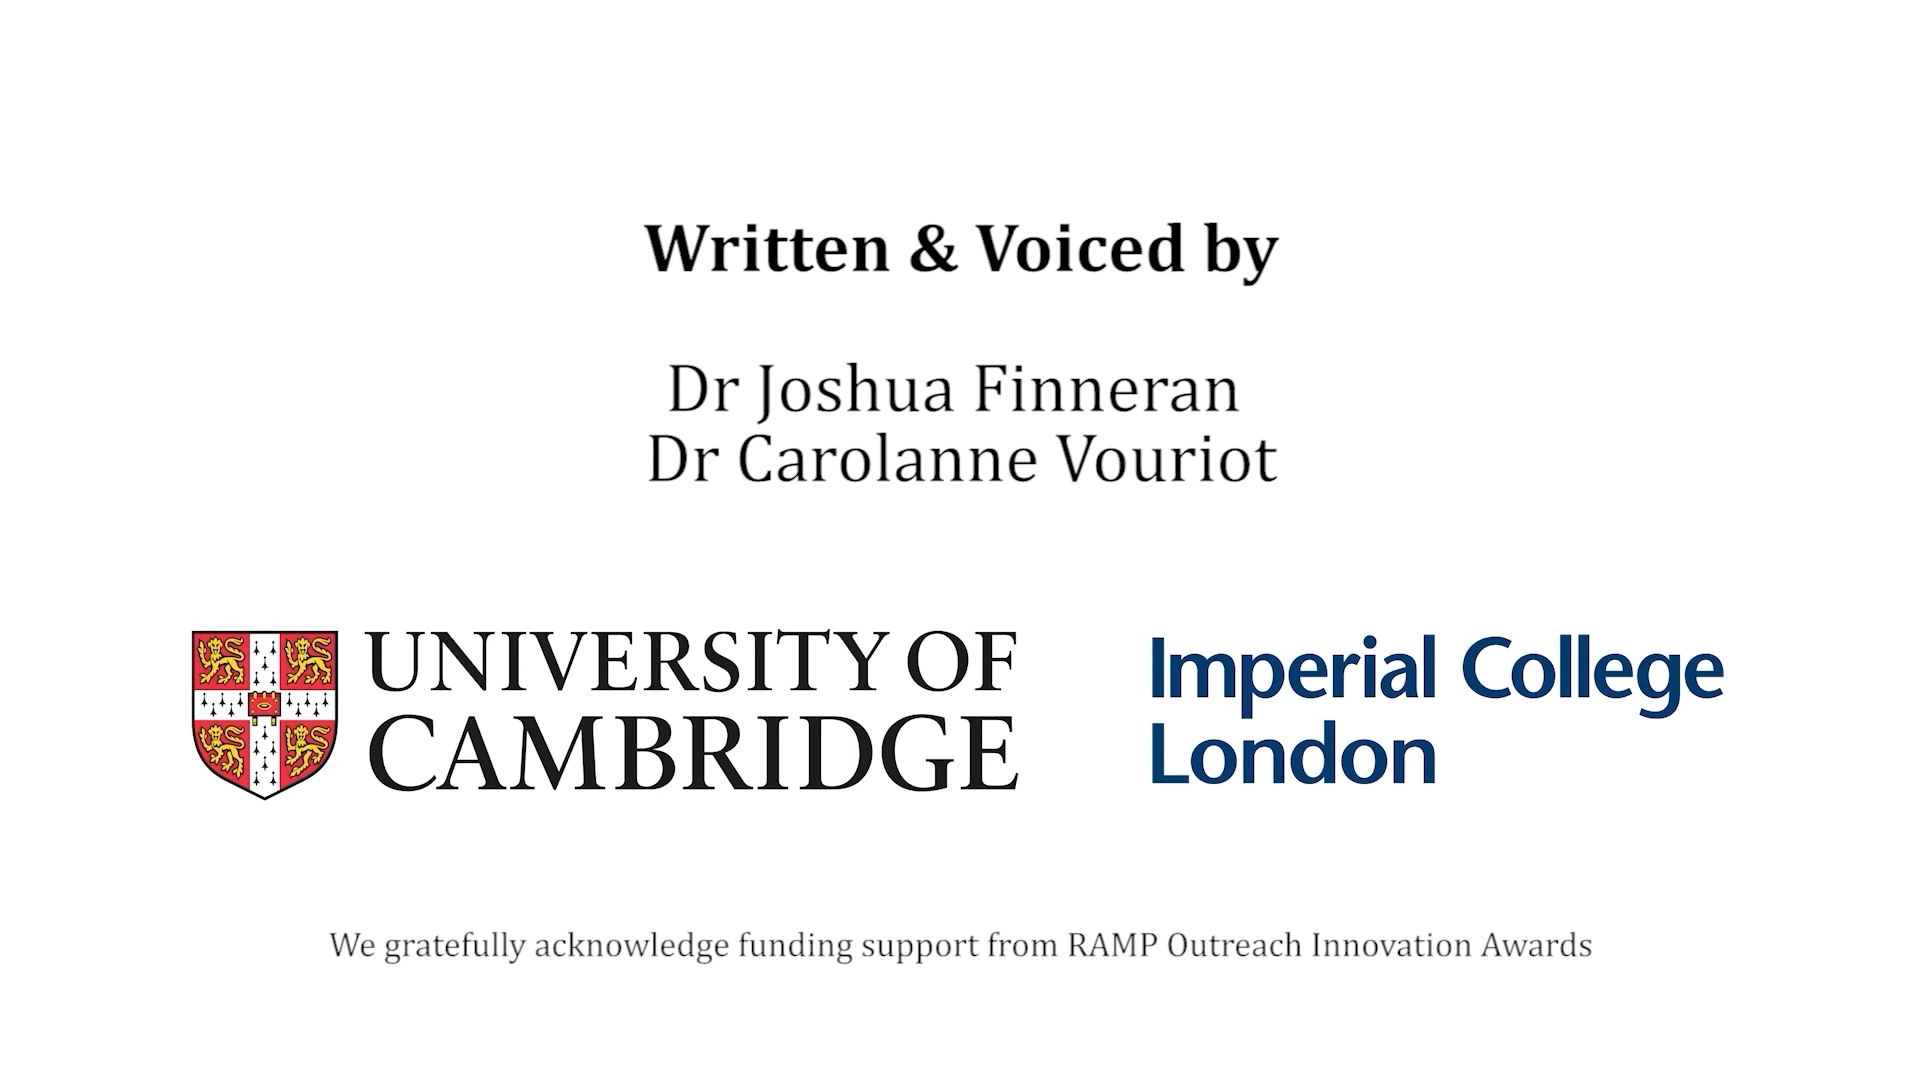 Written & Voiced by
Dr Joshua Finneran
Dr Carolanne Vouriot
UNIVERSITY OF
CAMBRIDGE
Imperial College
London
We gratefully acknowledge funding support from RAMP Outreach Innovation Awards